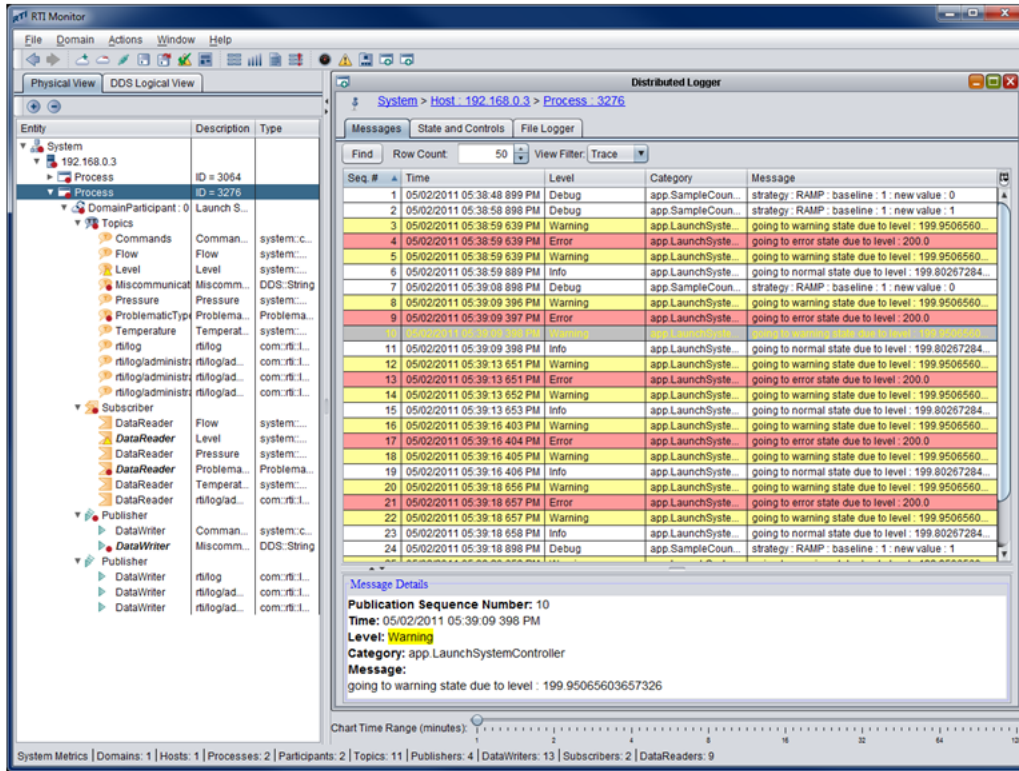 RTI Monitor
File Domain Actions Window Help
Physical View DDS Logical View
Entity Description Type
System
192.168.0.3
Process ID = 3064
Process ID = 3276
DomainParticipant : 0 Launch S...
Topics
Commands Comman... system::c...
Flow Flow system::...
Level Level system::...
Miscommunicat Miscomm... DDS::String
Pressure Pressure system::...
ProblematicType Problema... Problema...
Temperature Temperat... system::...
rti/log rti/log com::rti::l...
rti/log/administra rti/log/ad... com::rti::l...
rti/log/administra rti/log/ad... com::rti::l...
rti/log/administra rti/log/ad... com::rti::l...
Subscriber
DataReader Flow system::...
DataReader Level system::...
DataReader Pressure system::...
DataReader Problema... Problema...
DataReader Temperat... system::...
DataReader rti/log/ad... com::rti::l...
Publisher
DataWriter Comman... system::c...
DataWriter Miscomm... DDS::String
Publisher
DataWriter rti/log com::rti::l...
DataWriter rti/log/ad... com::rti::l...
DataWriter rti/log/ad... com::rti::l...
Distributed Logger
System > Host : 192.168.0.3 > Process : 3276
Messages State and Controls File Logger
Find Row Count: 50 View Filter: Trace
Seq. # Time Level Category Message
1 05/02/2011 05:38:48 899 PM Debug app.SampleCoun... strategy : RAMP : baseline : 1 : new value : 0
2 05/02/2011 05:38:58 898 PM Debug app.SampleCoun... strategy : RAMP : baseline : 1 : new value : 1
3 05/02/2011 05:38:59 639 PM Warning app.LaunchSyste... going to warning state due to level : 199.9506560...
4 05/02/2011 05:38:59 639 PM Error app.LaunchSyste... going to error state due to level : 200.0
5 05/02/2011 05:38:59 639 PM Warning app.LaunchSyste... going to warning state due to level : 199.9506560...
6 05/02/2011 05:38:59 889 PM Info app.LaunchSyste... going to normal state due to level : 199.80267284...
7 05/02/2011 05:39:08 898 PM Debug app.SampleCoun... strategy : RAMP : baseline : 1 : new value : 0
8 05/02/2011 05:39:09 396 PM Warning app.LaunchSyste... going to warning state due to level : 199.9506560...
9 05/02/2011 05:39:09 397 PM Error app.LaunchSyste... going to error state due to level : 200.0
10 05/02/2011 05:39:09 398 PM Warning app.LaunchSyste... going to warning state due to level : 199.9506560...
11 05/02/2011 05:39:09 398 PM Info app.LaunchSyste... going to normal state due to level : 199.80267284...
12 05/02/2011 05:39:13 651 PM Warning app.LaunchSyste... going to warning state due to level : 199.9506560...
13 05/02/2011 05:39:13 651 PM Error app.LaunchSyste... going to error state due to level : 200.0
14 05/02/2011 05:39:13 652 PM Warning app.LaunchSyste... going to warning state due to level : 199.9506560...
15 05/02/2011 05:39:13 653 PM Info app.LaunchSyste... going to normal state due to level : 199.80267284...
16 05/02/2011 05:39:16 403 PM Warning app.LaunchSyste... going to warning state due to level : 199.9506560...
17 05/02/2011 05:39:16 404 PM Error app.LaunchSyste... going to error state due to level : 200.0
18 05/02/2011 05:39:16 405 PM Warning app.LaunchSyste... going to warning state due to level : 199.9506560...
19 05/02/2011 05:39:16 406 PM Info app.LaunchSyste... going to normal state due to level : 199.80267284...
20 05/02/2011 05:39:18 656 PM Warning app.LaunchSyste... going to warning state due to level : 199.9506560...
21 05/02/2011 05:39:18 657 PM Error app.LaunchSyste... going to error state due to level : 200.0
22 05/02/2011 05:39:18 657 PM Warning app.LaunchSyste... going to warning state due to level : 199.9506560...
23 05/02/2011 05:39:18 658 PM Info app.LaunchSyste... going to normal state due to level : 199.80267284...
24 05/02/2011 05:39:18 898 PM Debug app.SampleCoun... strategy : RAMP : baseline : 1 : new value : 1
Message Details
Publication Sequence Number: 10
Time: 05/02/2011 05:39:09 398 PM
Level: Warning
Category: app.LaunchSystemController
Message:
going to warning state due to level : 199.95065603657326
Chart Time Range (minutes):
1 2 4 8 16 32 64 120
System Metrics | Domains: 1 | Hosts: 1 | Processes: 2 | Participants: 2 | Topics: 11 | Publishers: 4 | DataWriters: 13 | Subscribers: 2 | DataReaders: 9